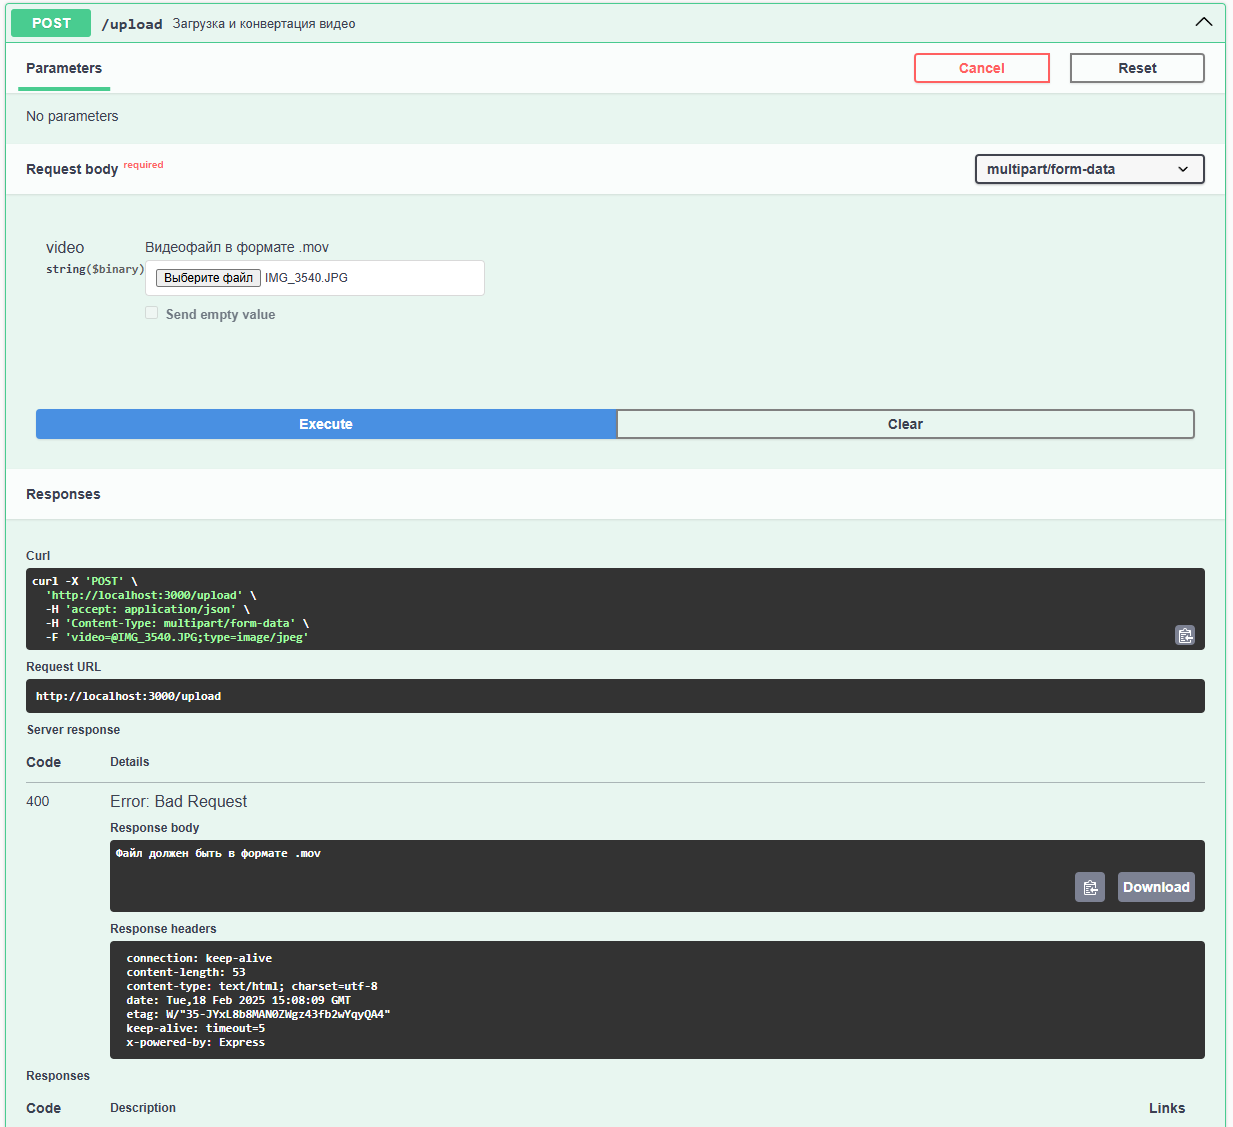 POST /upload Загрузка и конвертация видео
Parameters
Cancel
Reset
No parameters
Request body required
multipart/form-data
video
string($binary)
Видеофайл в формате .mov
Выберите файл IMG_3540.JPG
Send empty value
Execute
Clear
Responses
Curl
curl -X 'POST' \
'http://localhost:3000/upload' \
-H 'accept: application/json' \
-H 'Content-Type: multipart/form-data' \
-F 'video=@IMG_3540.JPG;type=image/jpeg'
Request URL
http://localhost:3000/upload
Server response
Code Details
400 Error: Bad Request
Response body
Файл должен быть в формате .mov
Download
Response headers
connection: keep-alive
content-length: 53
content-type: text/html; charset=utf-8
date: Tue,18 Feb 2025 15:08:09 GMT
etag: W/"35-JYxL8b8MAN0ZWgz43fb2wYqyQA4"
keep-alive: timeout=5
x-powered-by: Express
Responses
Code Description Links